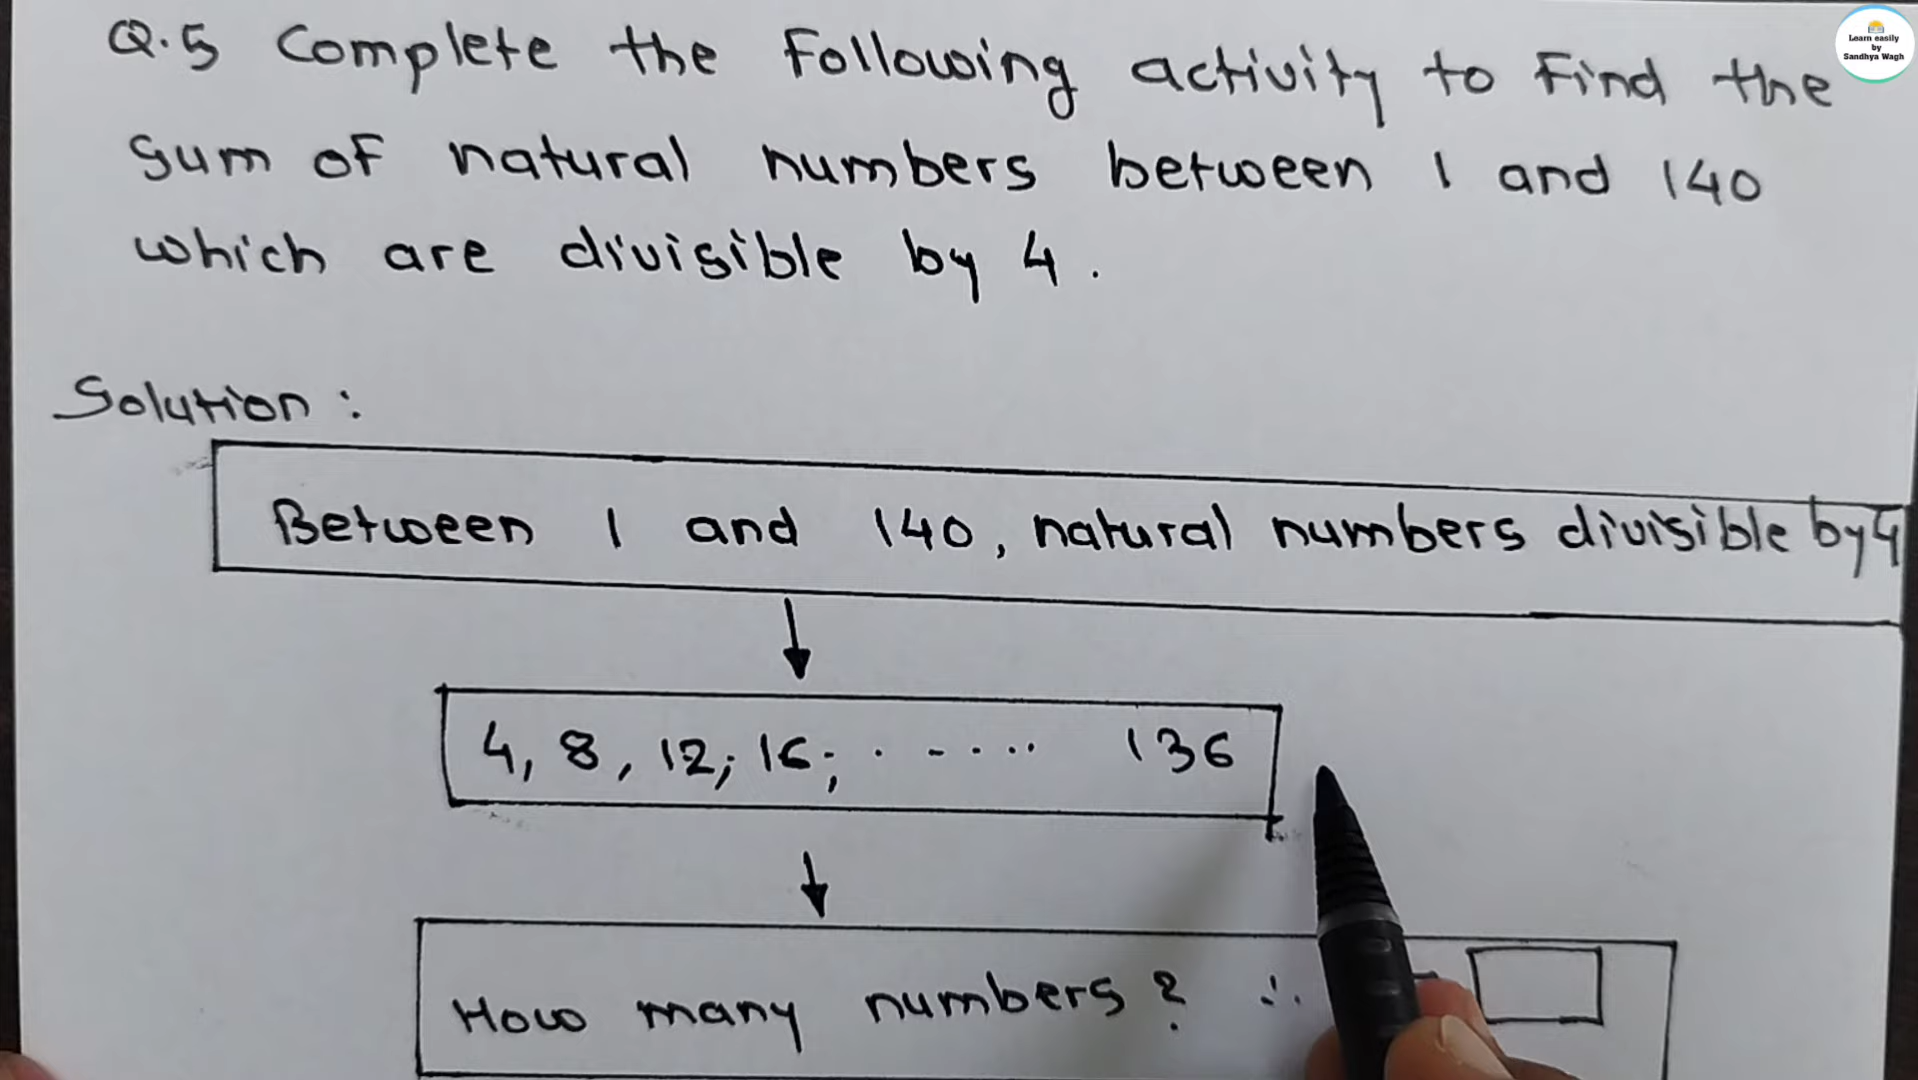 Q.5 Complete the following activity to find the
sum of natural numbers between 1 and 140
which are divisible by 4.
Solution :
Between 1 and 140, natural numbers divisible by 4
4, 8, 12; 16; · - · · ·· 136
How many numbers? ∴
Learn easily
by
Sandhya Wagh